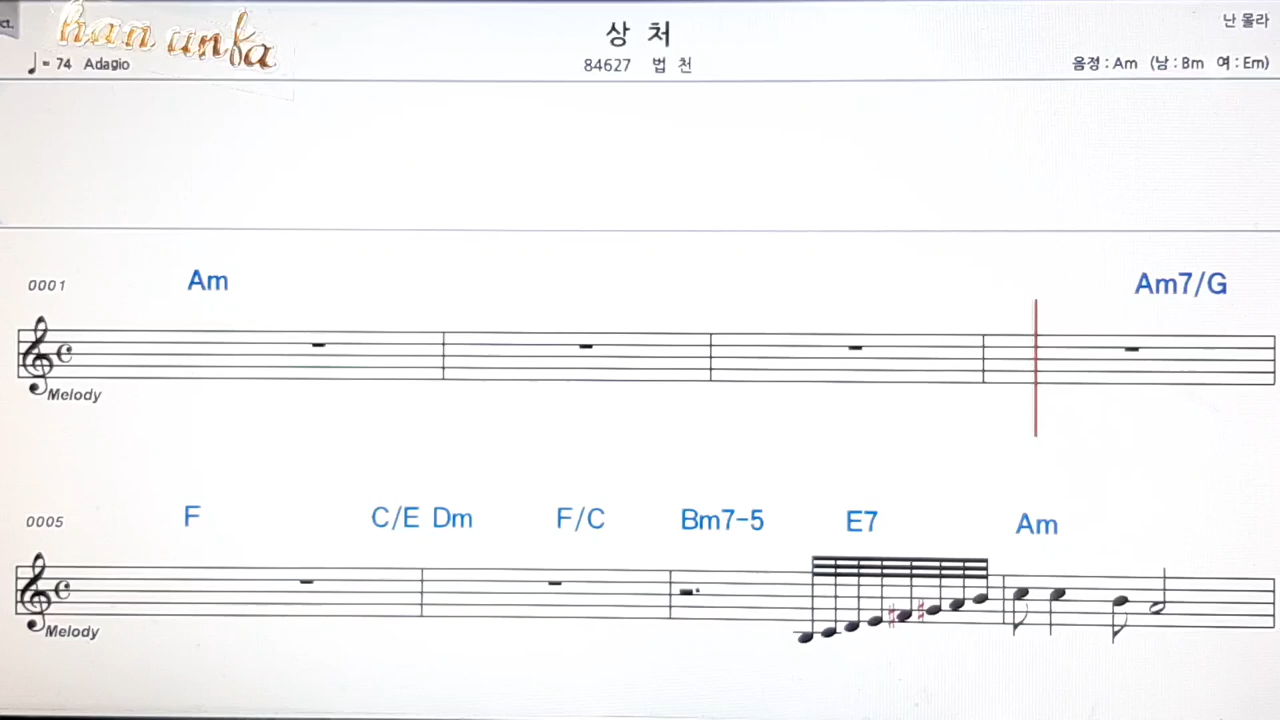 ct.
han unfa
상 처
난 몰라
♩= 74 Adagio
84627 법 천
음정 : Am (남 : Bm 여 : Em)
0001 Am Am7/G
Melody
0005 F C/E Dm F/C Bm7-5 E7 Am
Melody